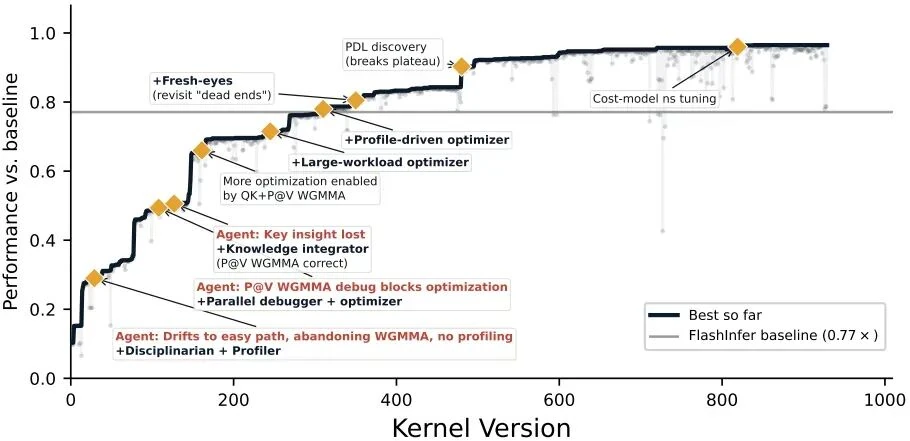 Performance vs. baseline
1.0
0.8
0.6
0.4
0.2
0.0
PDL discovery
(breaks plateau)
+Fresh-eyes
(revisit "dead ends")
Cost-model ns tuning
+Profile-driven optimizer
+Large-workload optimizer
More optimization enabled
by QK+P@V WGMMA
Agent: Key insight lost
+Knowledge integrator
(P@V WGMMA correct)
Agent: P@V WGMMA debug blocks optimization
+Parallel debugger + optimizer
Agent: Drifts to easy path, abandoning WGMMA, no profiling
+Disciplinarian + Profiler
Best so far
FlashInfer baseline (0.77 ×)
0 200 400 600 800 1000
Kernel Version